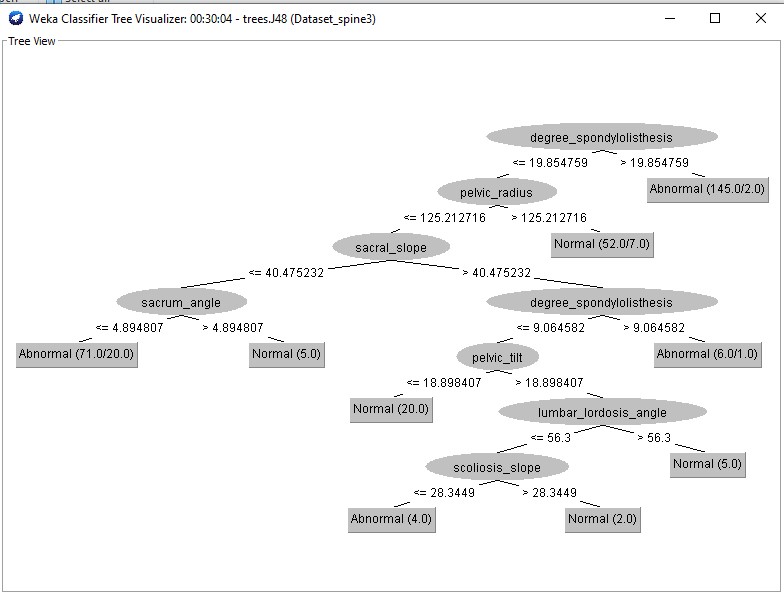 Select all
Weka Classifier Tree Visualizer: 00:30:04 - trees.J48 (Dataset_spine3)
Tree View
degree_spondylolisthesis
<= 19.854759 > 19.854759
pelvic_radius
Abnormal (145.0/2.0)
<= 125.212716 > 125.212716
sacral_slope
Normal (52.0/7.0)
<= 40.475232 > 40.475232
sacrum_angle
degree_spondylolisthesis
<= 4.894807 > 4.894807
<= 9.064582 > 9.064582
Abnormal (71.0/20.0)
Normal (5.0)
pelvic_tilt
Abnormal (6.0/1.0)
<= 18.898407 > 18.898407
Normal (20.0)
lumbar_lordosis_angle
<= 56.3 > 56.3
scoliosis_slope
Normal (5.0)
<= 28.3449 > 28.3449
Abnormal (4.0)
Normal (2.0)